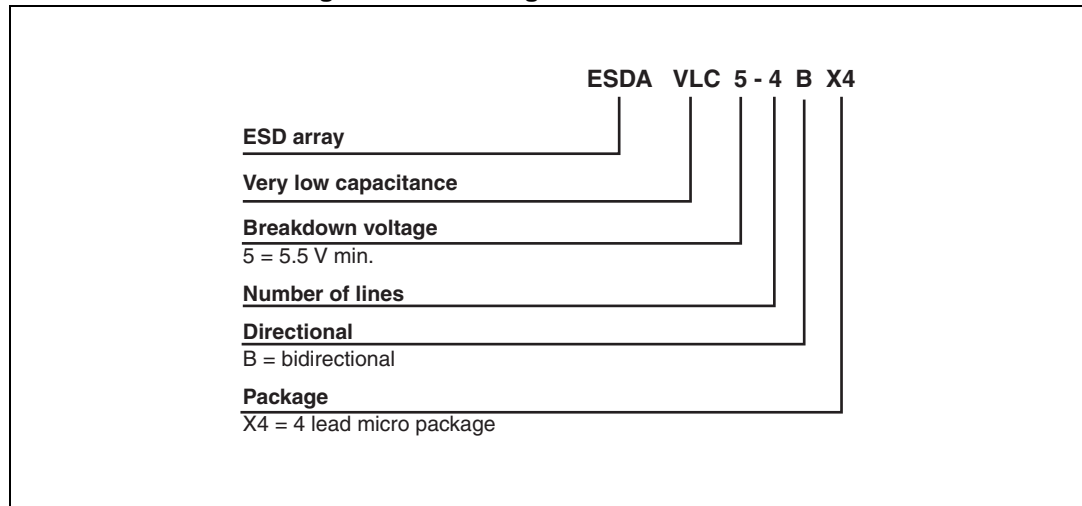 ESDA VLC 5 - 4 B X4
ESD array
Very low capacitance
Breakdown voltage
5 = 5.5 V min.
Number of lines
Directional
B = bidirectional
Package
X4 = 4 lead micro package